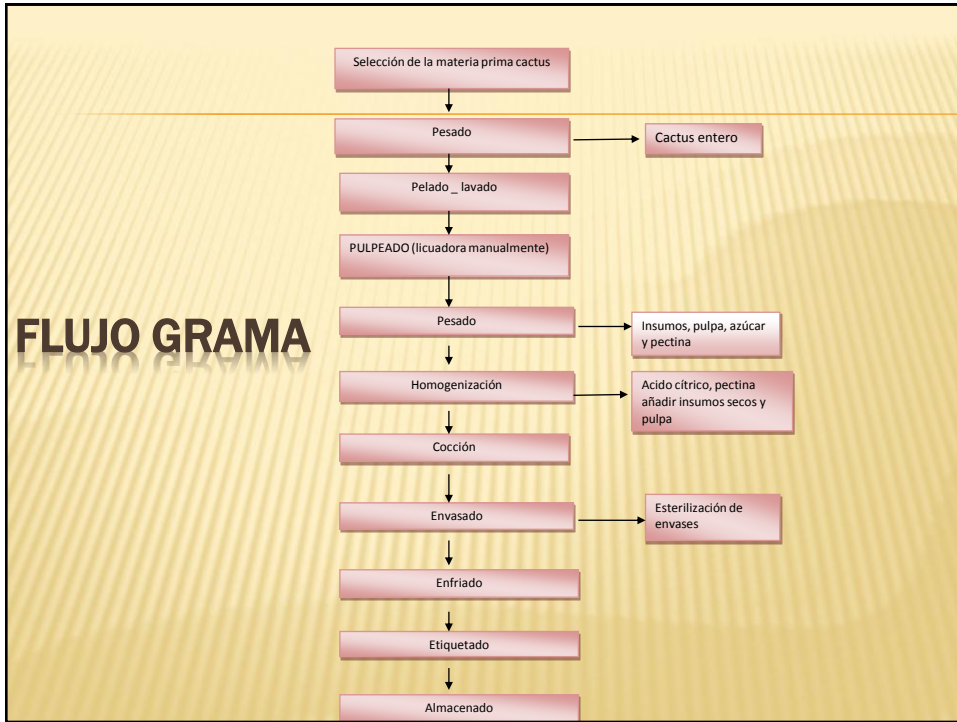 Selección de la materia prima cactus
Pesado
Cactus entero
Pelado _ lavado
PULPEADO (licuadora manualmente)
FLUJO GRAMA
Pesado
Insumos, pulpa, azúcar
y pectina
Homogenización
Acido cítrico, pectina
añadir insumos secos y
pulpa
Cocción
Envasado
Esterilización de
envases
Enfriado
Etiquetado
Almacenado